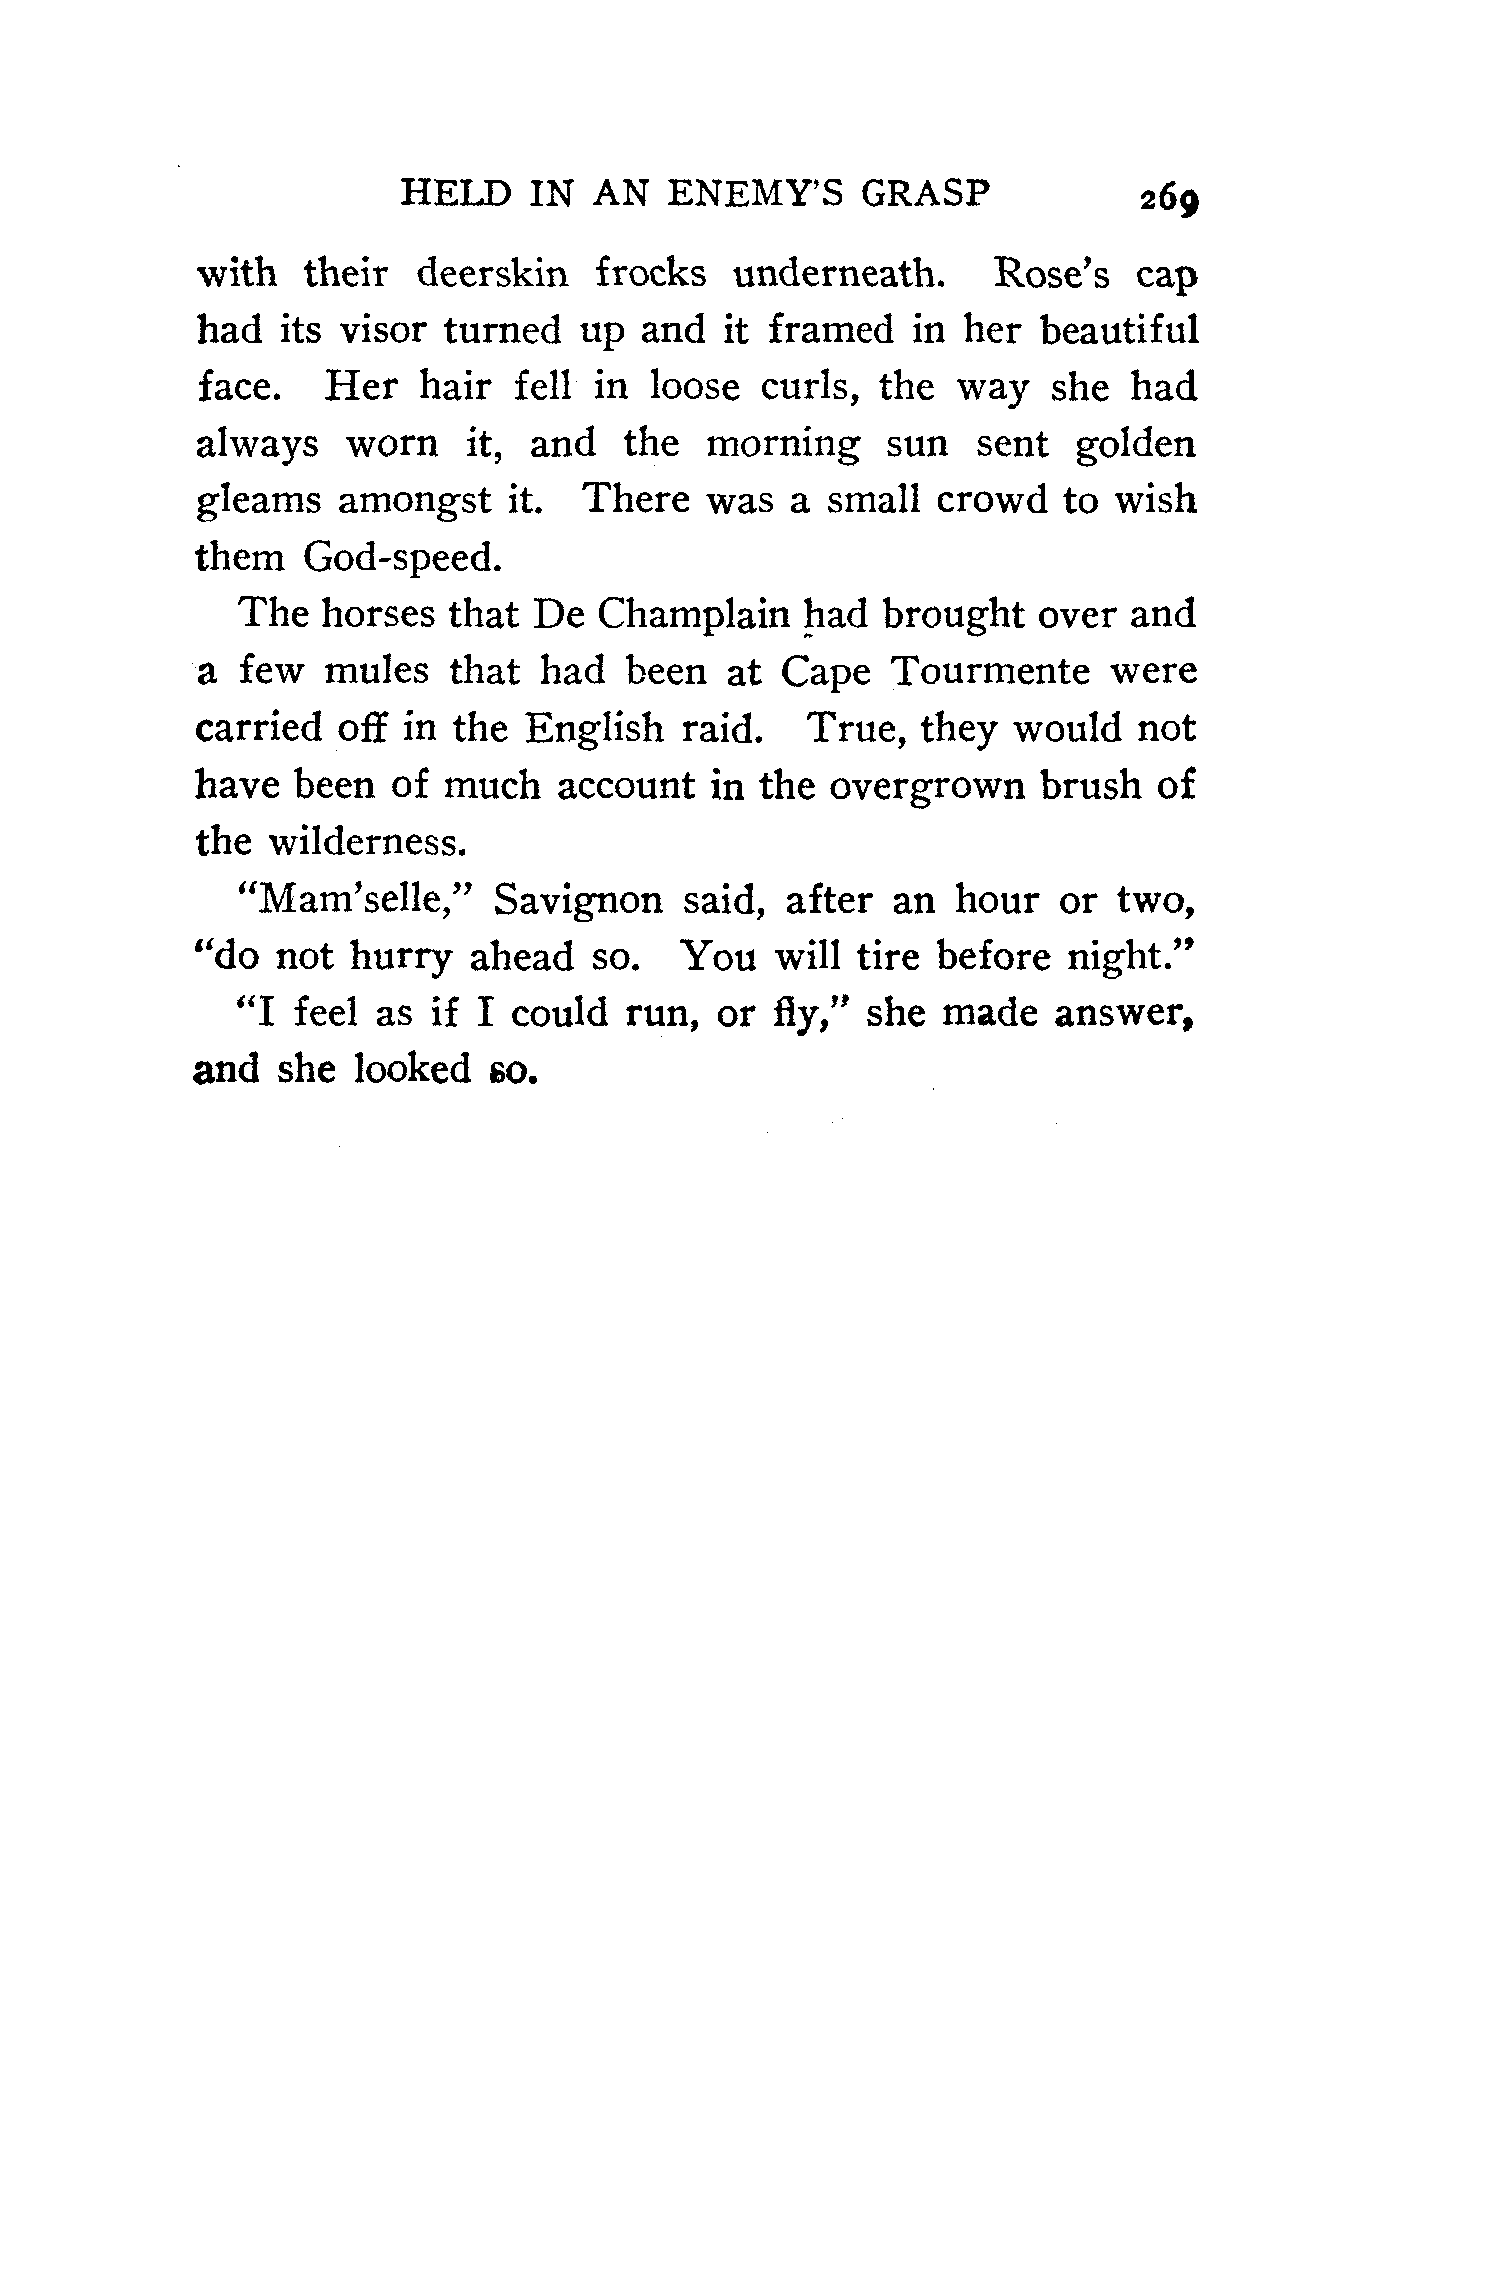 HELD IN AN ENEMY'S GRASP 269
with their deerskin frocks underneath. Rose's cap
had its visor turned up and it framed in her beautiful
face. Her hair fell in loose curls, the way she had
always worn it, and the morning sun sent golden
gleams amongst it. There was a small crowd to wish
them God-speed.
The horses that De Champlain had brought over and
a few mules that had been at Cape Tourmente were
carried off in the English raid. True, they would not
have been of much account in the overgrown brush of
the wilderness.
"Mam'selle," Savignon said, after an hour or two,
"do not hurry ahead so. You will tire before night."
"I feel as if I could run, or fly," she made answer,
and she looked so.